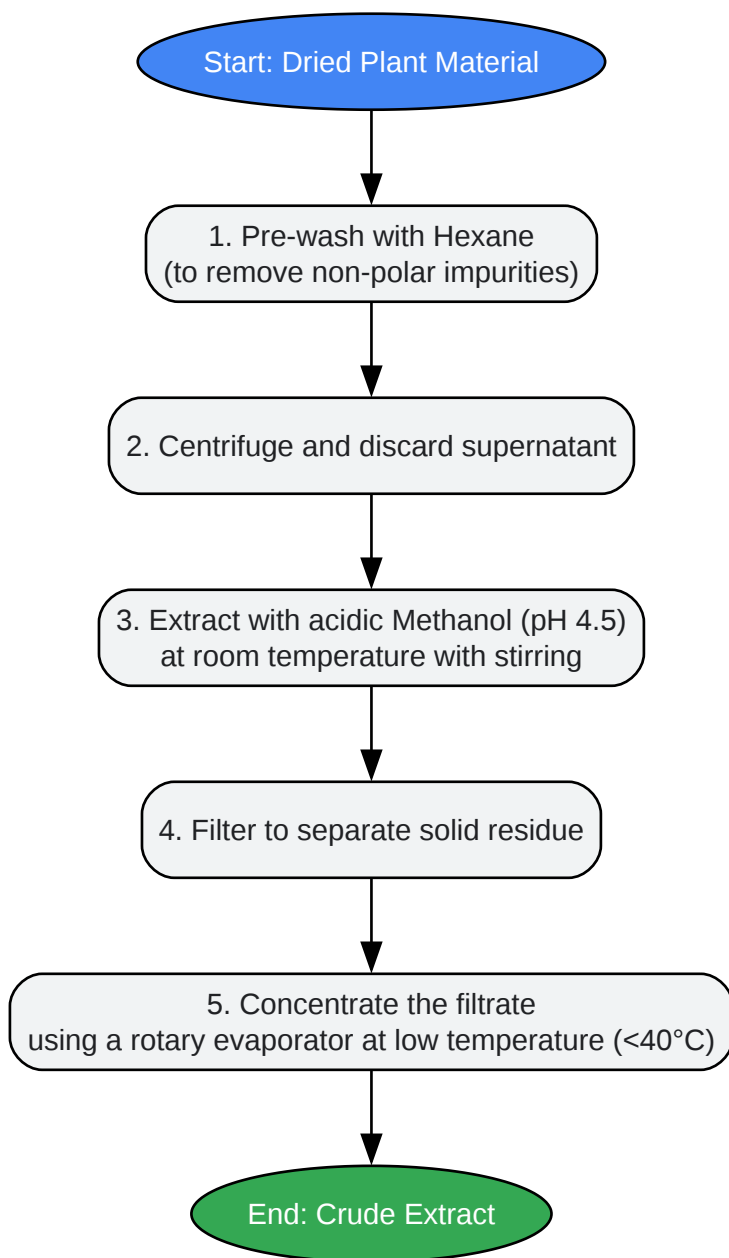 Start: Dried Plant Material
1. Pre-wash with Hexane
(to remove non-polar impurities)
2. Centrifuge and discard supernatant
3. Extract with acidic Methanol (pH 4.5)
at room temperature with stirring
4. Filter to separate solid residue
5. Concentrate the filtrate
using a rotary evaporator at low temperature (<40°C)
End: Crude Extract